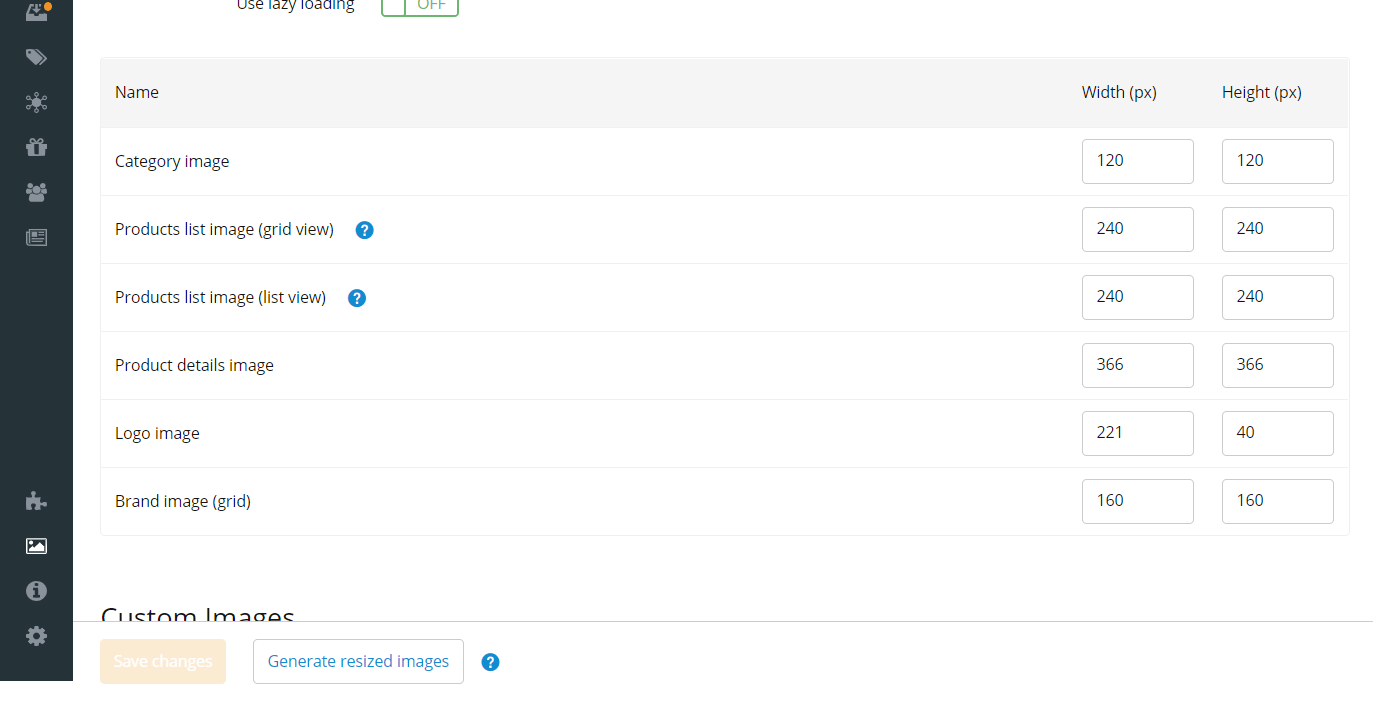 Use lazy loading OFF
Name Width (px) Height (px)
Category image 120 120
Products list image (grid view) ? 240 240
Products list image (list view) ? 240 240
Product details image 366 366
Logo image 221 40
Brand image (grid) 160 160
Custom Images
Save changes Generate resized images ?